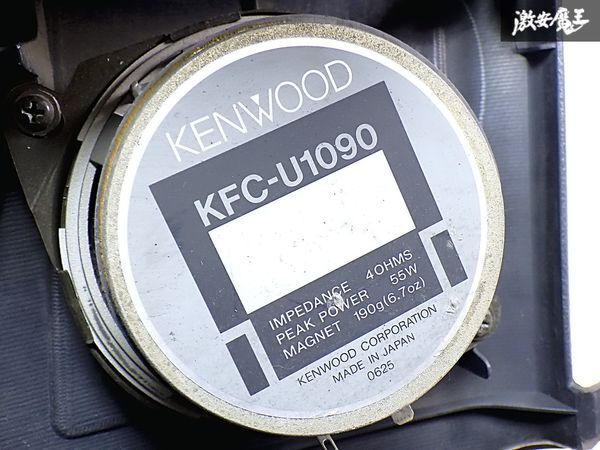 激安魔王
KENWOOD
KFC-U1090
IMPEDANCE 4OHMS
PEAK POWER 55W
MAGNET 190g(6.7oz)
KENWOOD CORPORATION
MADE IN JAPAN
0625